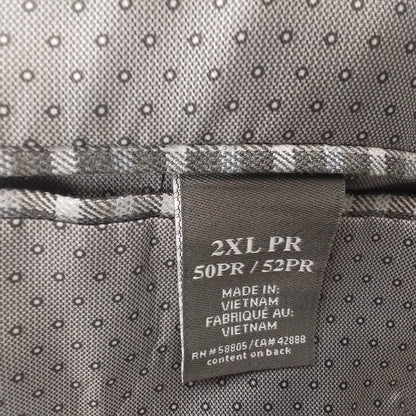 2XL PR
50PR / 52PR
MADE IN:
VIETNAM
FABRIQUÉ AU:
VIETNAM
RN# 58805 / CA# 42888
content on back